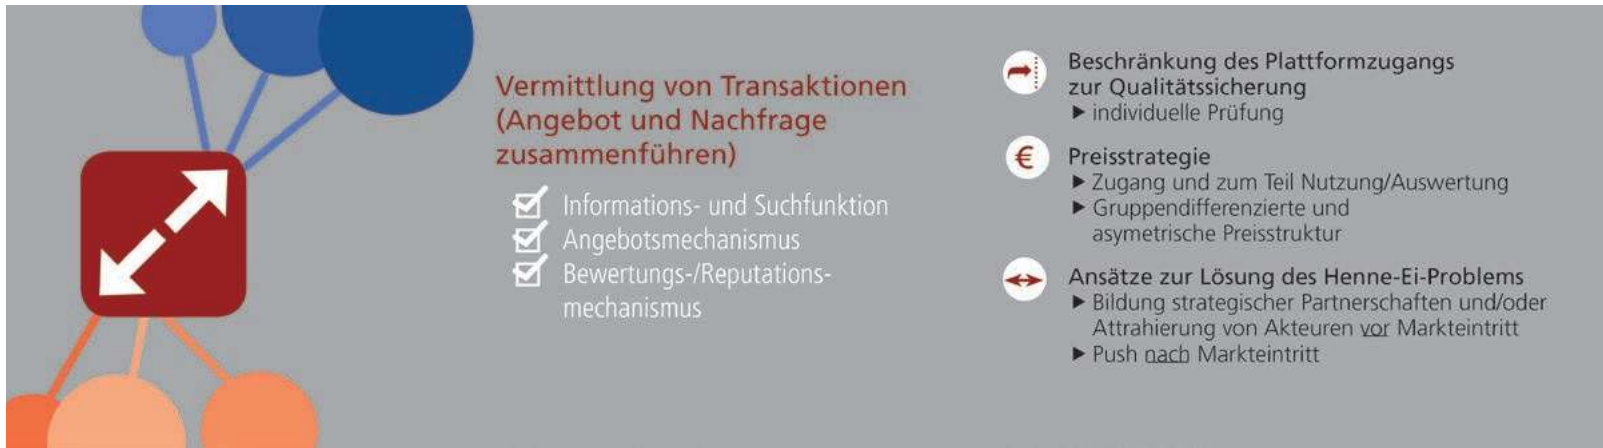 Vermittlung von Transaktionen
(Angebot und Nachfrage
zusammenführen)
Informations- und Suchfunktion
Angebotsmechanismus
Bewertungs-/Reputations-
mechanismus
Beschränkung des Plattformzugangs
zur Qualitätssicherung
▶ individuelle Prüfung
€
Preisstrategie
▶ Zugang und zum Teil Nutzung/Auswertung
▶ Gruppendifferenzierte und
asymetrische Preisstruktur
Ansätze zur Lösung des Henne-Ei-Problems
▶ Bildung strategischer Partnerschaften und/oder
Attrahierung von Akteuren vor Markteintritt
▶ Push nach Markteintritt